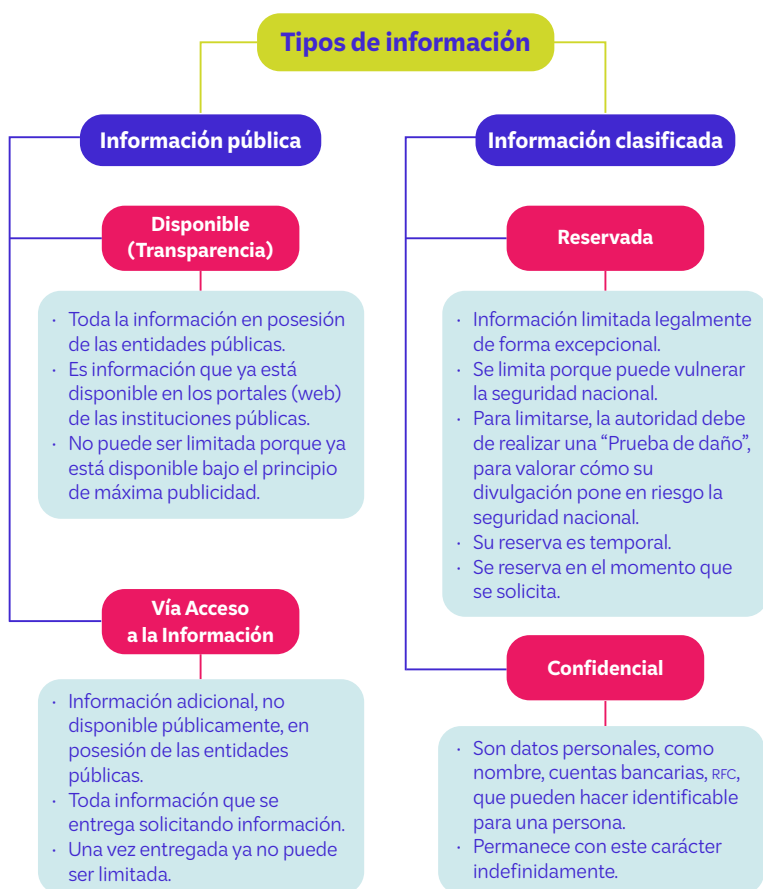 Tipos de información
Información pública
Disponible
(Transparencia)
· Toda la información en posesión
de las entidades públicas.
· Es información que ya está
disponible en los portales (web)
de las instituciones públicas.
· No puede ser limitada porque ya
está disponible bajo el principio
de máxima publicidad.
Vía Acceso
a la Información
· Información adicional, no
disponible públicamente, en
posesión de las entidades
públicas.
· Toda información que se
entrega solicitando información.
· Una vez entregada ya no puede
ser limitada.
Información clasificada
Reservada
· Información limitada legalmente
de forma excepcional.
· Se limita porque puede vulnerar
la seguridad nacional.
· Para limitarse, la autoridad debe
de realizar una “Prueba de daño”,
para valorar cómo su
divulgación pone en riesgo la
seguridad nacional.
· Su reserva es temporal.
· Se reserva en el momento que
se solicita.
Confidencial
· Son datos personales, como
nombre, cuentas bancarias, RFC,
que pueden hacer identificable
para una persona.
· Permanece con este carácter
indefinidamente.